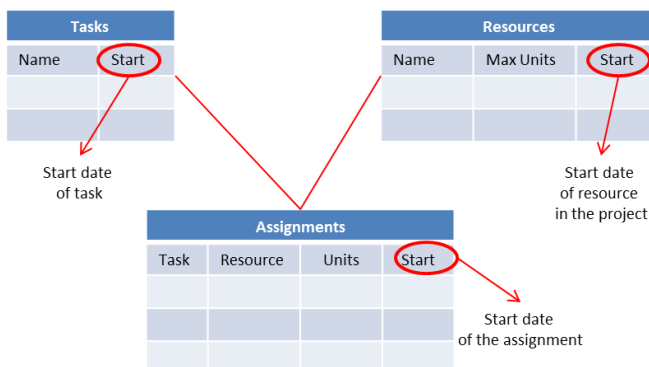 Tasks
Name Start
Start date
of task
Resources
Name Max Units Start
Start date
of resource
in the project
Assignments
Task Resource Units Start
Start date
of the assignment